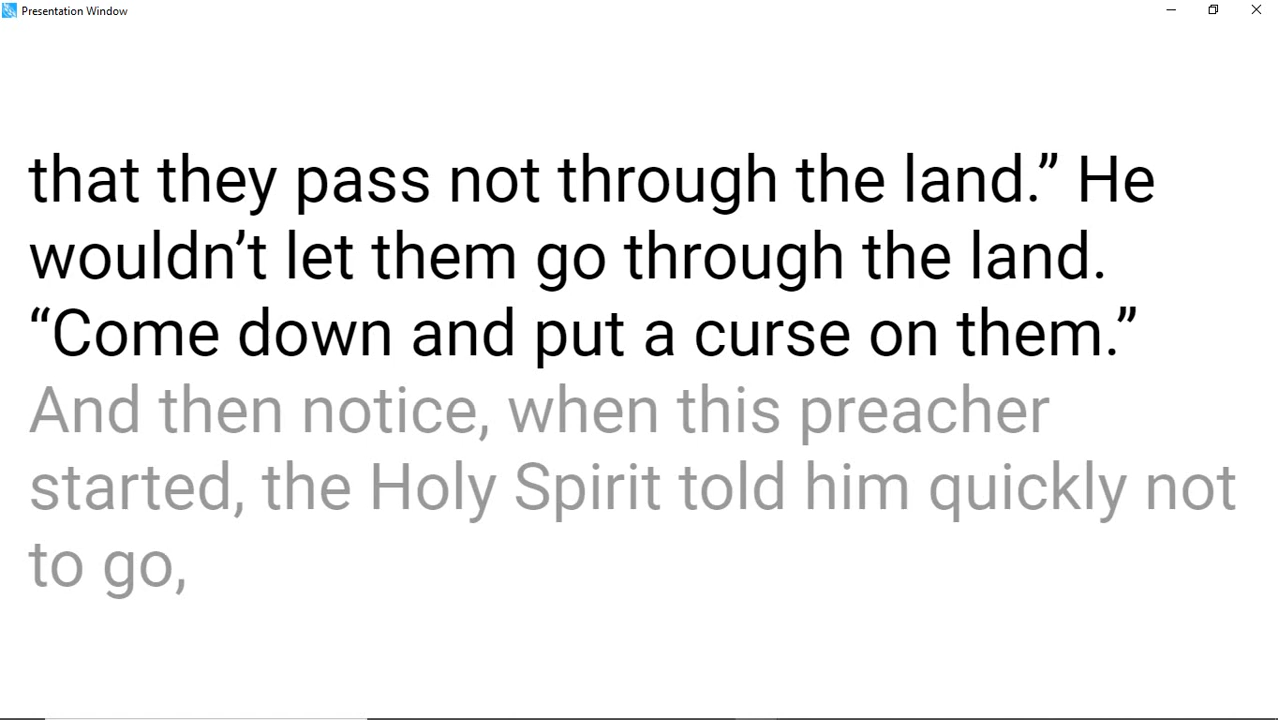 Presentation Window
that they pass not through the land.” He
wouldn’t let them go through the land.
“Come down and put a curse on them.”
And then notice, when this preacher
started, the Holy Spirit told him quickly not
to go,